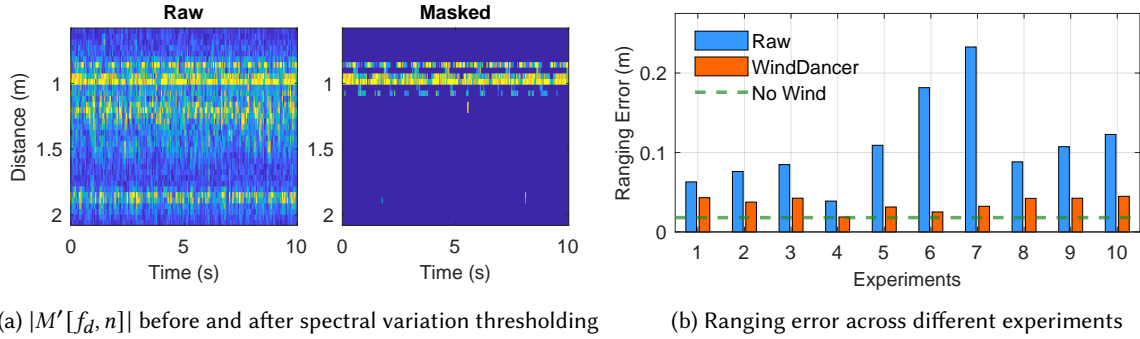 Raw
Masked
Distance (m)
1
1.5
2
0
5
10
Time (s)
1
1.5
2
0
5
10
Time (s)
(a) |M′[f_d, n]| before and after spectral variation thresholding
Raw
WindDancer
No Wind
Ranging Error (m)
0.2
0.1
0
1 2 3 4 5 6 7 8 9 10
Experiments
(b) Ranging error across different experiments